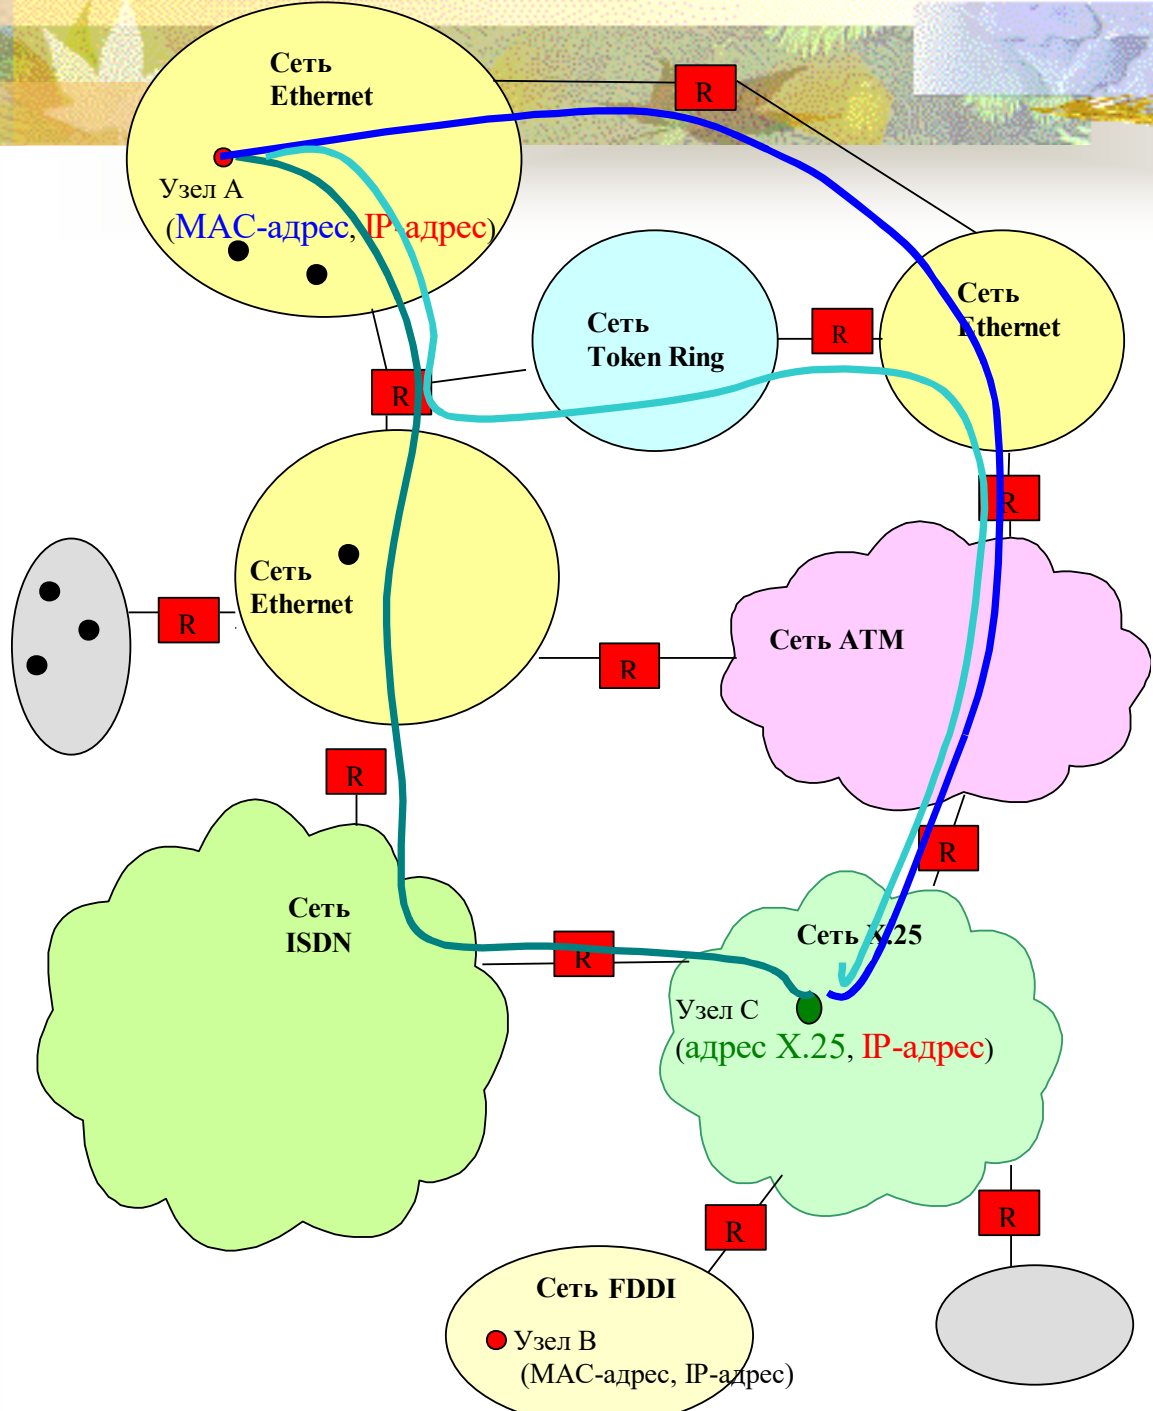 Сеть
Ethernet
R
Узел А
(MAC-адрес, IP-адрес)
Сеть
Token Ring
R
Сеть
Ethernet
R
R
Сеть
Ethernet
R
Сеть ATM
R
R
R
Сеть
ISDN
R
Сеть X.25
Узел С
(адрес X.25, IP-адрес)
R
R
Сеть FDDI
Узел В
(MAC-адрес, IP-адрес)